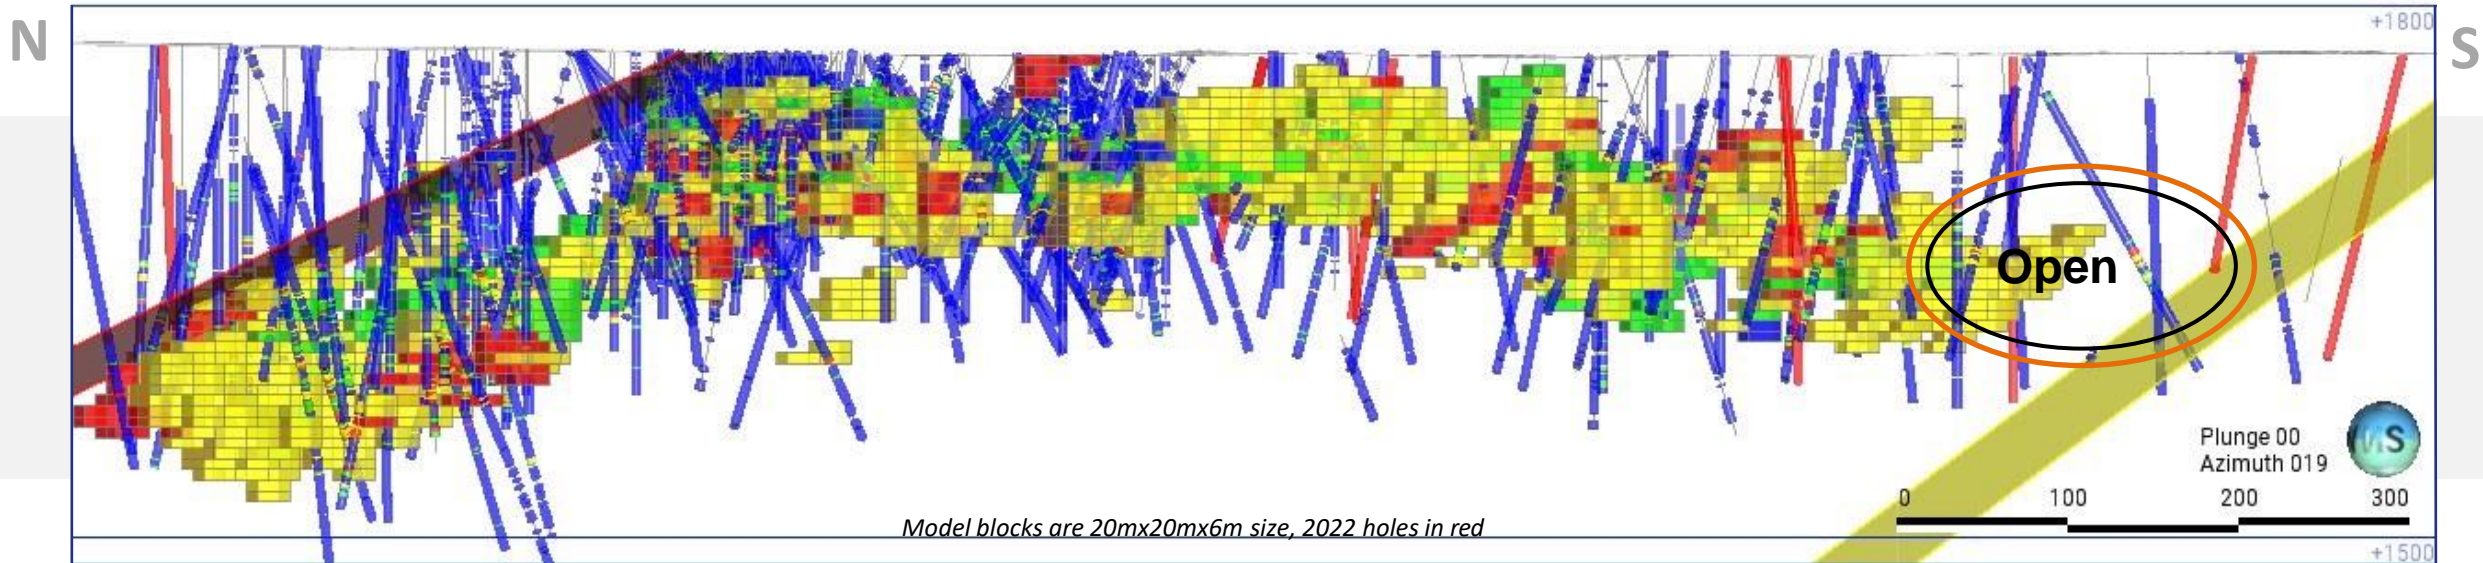 N
S
+1800
Open
Plunge 00
Azimuth 019
S
0 100 200 300
Model blocks are 20mx20mx6m size, 2022 holes in red
+1500